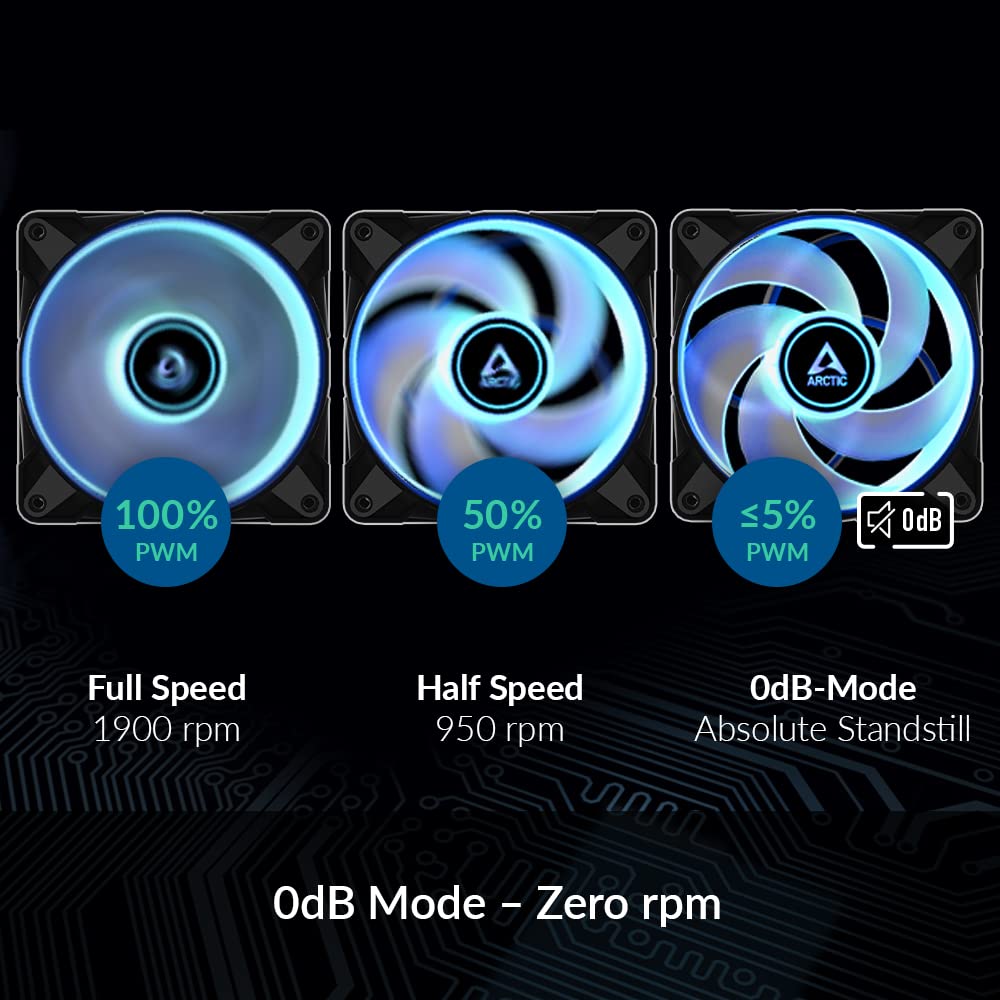 ARCTIC
ARCTIC
100%
PWM
50%
PWM
≤5%
PWM
0dB
Full Speed
1900 rpm
Half Speed
950 rpm
0dB-Mode
Absolute Standstill
0dB Mode – Zero rpm